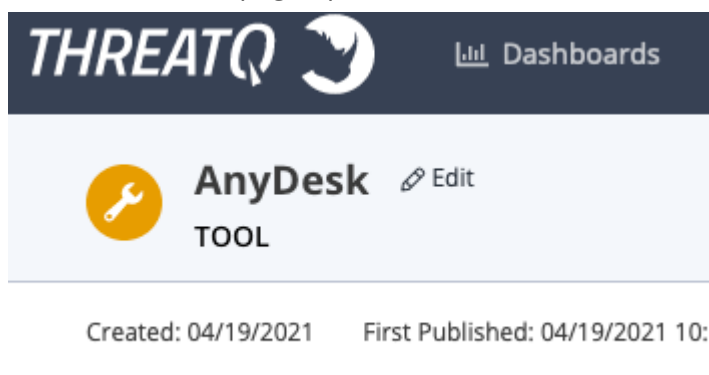 THREATQ Dashboards
AnyDesk Edit
TOOL
Created: 04/19/2021 First Published: 04/19/2021 10: